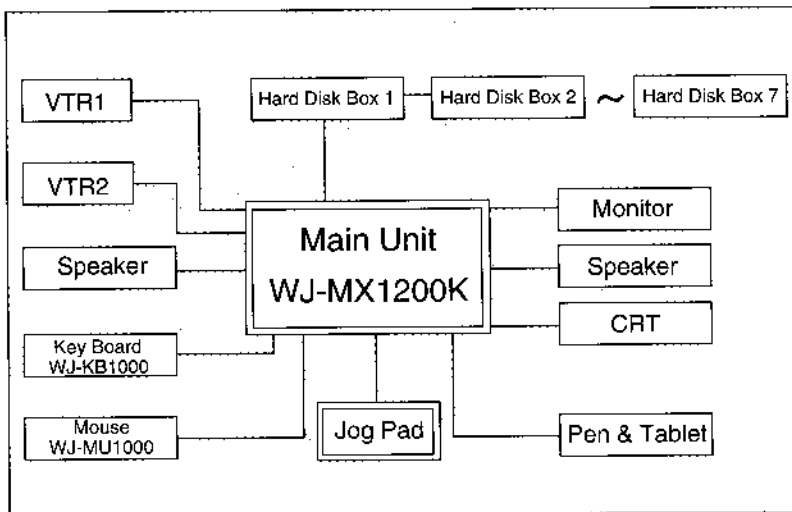 VTR1
Hard Disk Box 1
Hard Disk Box 2
~
Hard Disk Box 7
VTR2
Main Unit
WJ-MX1200K
Monitor
Speaker
Speaker
CRT
Key Board
WJ-KB1000
Mouse
WJ-MU1000
Jog Pad
Pen & Tablet